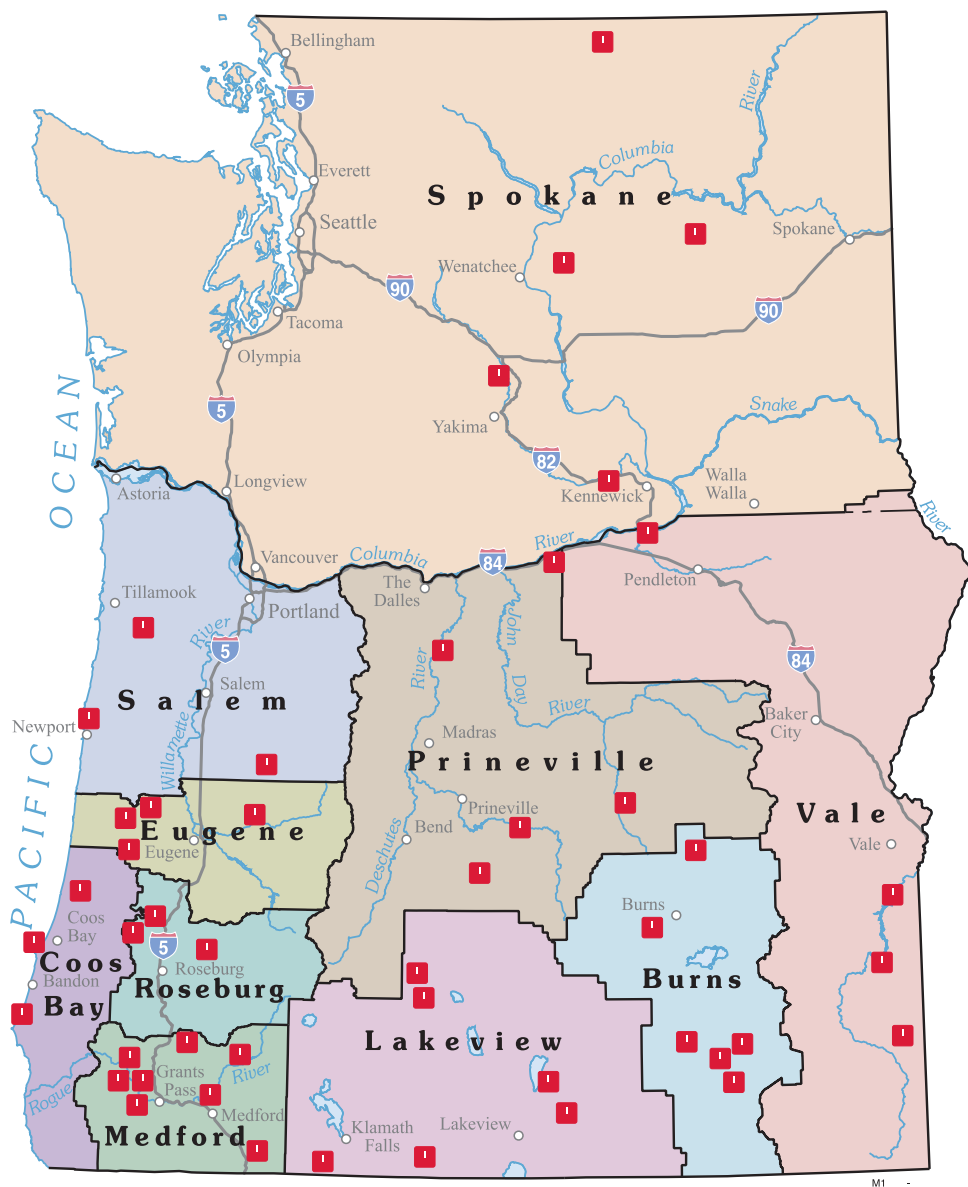 Bellingham
5
River
Columbia
Everett
Spokane
Seattle
Spokane
Wenatchee
90
90
Tacoma
Olympia
OCEAN
5
Snake
Yakima
82
Walla
Walla
Kennewick
Longview
Astoria
River
River
Vancouver
Columbia
84
The
Dalles
Pendleton
Tillamook
Portland
River
5
John
Day
River
84
Salem
Salem
River
Newport
Willamette
Baker
City
Madras
Prineville
PACIFIC
Prineville
Vale
Eugene
Eugene
Bend
Deschutes
Vale
Coos
Bay
Burns
5
Coos
Bay
Roseburg
Bandon
Roseburg
Burns
Lakeview
Grants
Pass
River
Rogue
Medford
Medford
Klamath
Falls
Lakeview
M1 -